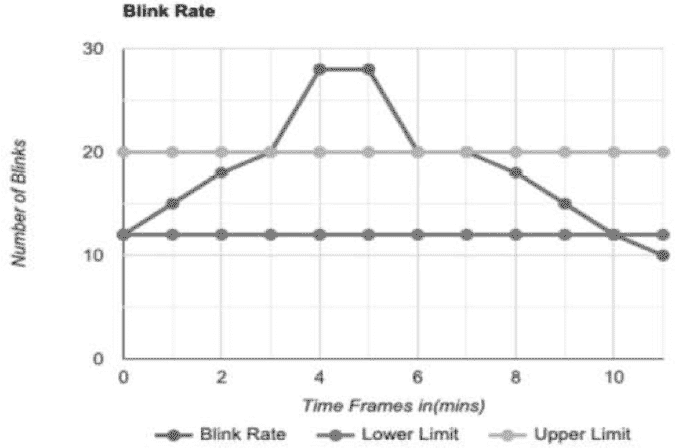 Blink Rate
30
20
10
0
Number of Blinks
0 2 4 6 8 10
Time Frames in(mins)
Blink Rate Lower Limit Upper Limit